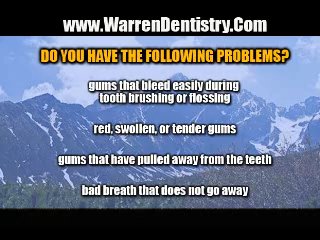 www.WarrenDentistry.Com
DO YOU HAVE THE FOLLOWING PROBLEMS?
gums that bleed easily during
tooth brushing or flossing
red, swollen, or tender gums
gums that have pulled away from the teeth
bad breath that does not go away